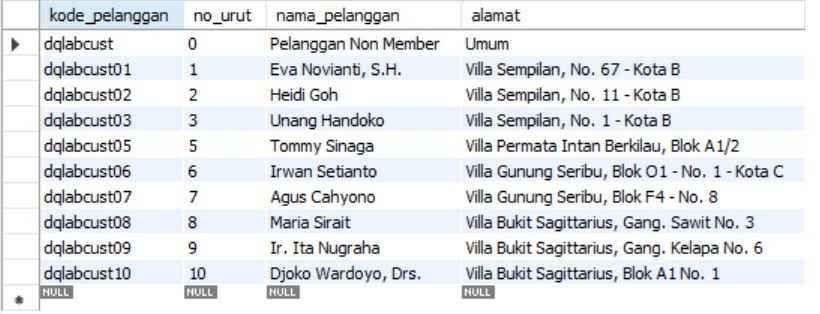 kode_pelanggan no_urut nama_pelanggan alamat
dqlabcust 0 Pelanggan Non Member Umum
dqlabcust01 1 Eva Novianti, S.H. Villa Sempilan, No. 67 - Kota B
dqlabcust02 2 Heidi Goh Villa Sempilan, No. 11 - Kota B
dqlabcust03 3 Unang Handoko Villa Sempilan, No. 1 - Kota B
dqlabcust05 5 Tommy Sinaga Villa Permata Intan Berkilau, Blok A1/2
dqlabcust06 6 Irwan Setianto Villa Gunung Seribu, Blok O1 - No. 1 - Kota C
dqlabcust07 7 Agus Cahyono Villa Gunung Seribu, Blok F4 - No. 8
dqlabcust08 8 Maria Sirait Villa Bukit Sagittarius, Gang. Sawit No. 3
dqlabcust09 9 Ir. Ita Nugraha Villa Bukit Sagittarius, Gang. Kelapa No. 6
dqlabcust10 10 Djoko Wardoyo, Drs. Villa Bukit Sagittarius, Blok A1 No. 1
NULL NULL NULL NULL